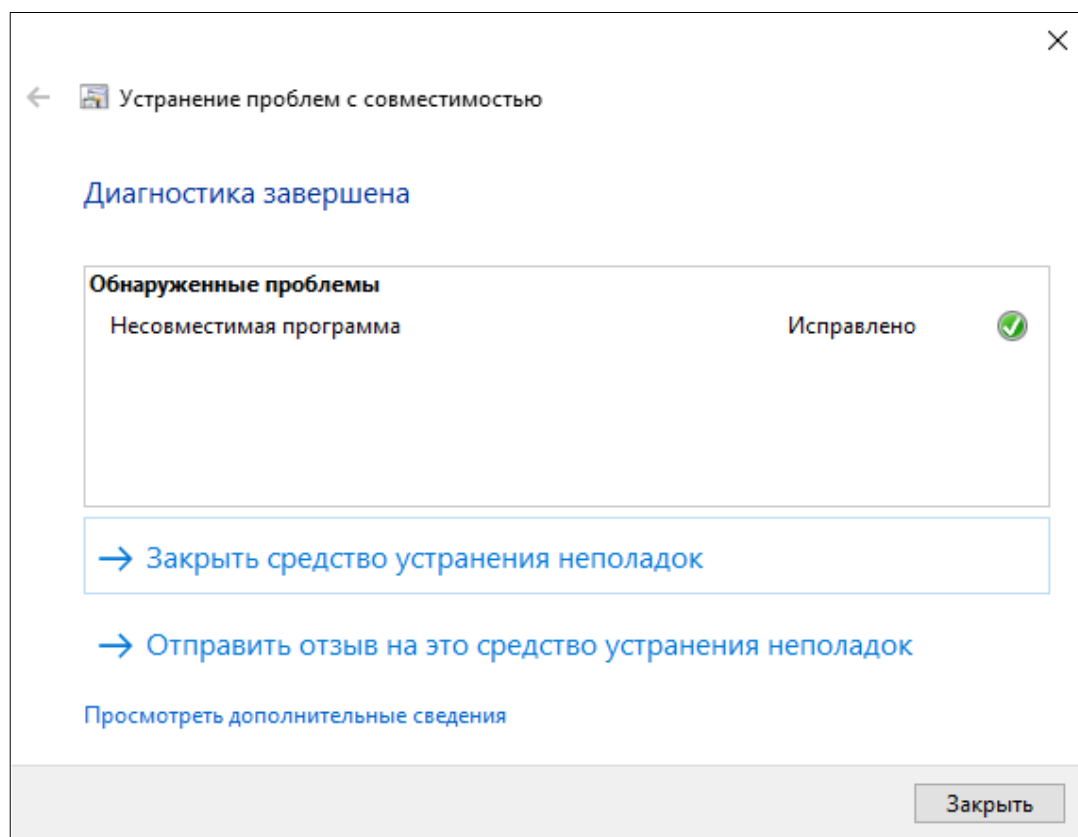 Устранение проблем с совместимостью
Диагностика завершена
Обнаруженные проблемы
Несовместимая программа Исправлено
Закрыть средство устранения неполадок
Отправить отзыв на это средство устранения неполадок
Просмотреть дополнительные сведения
Закрыть